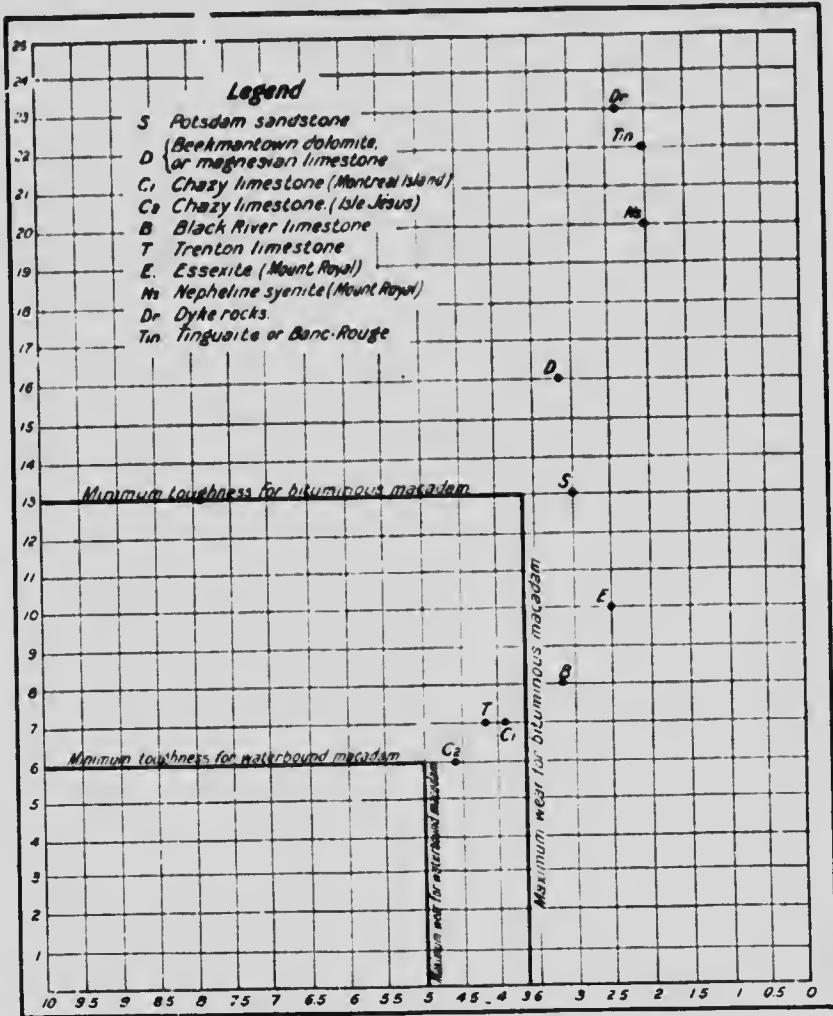 Legend
S Potsdam sandstone
D { Beekmantown dolomite, or magnesian limestone
C1 Chazy limestone (Montreal Island)
C2 Chazy limestone. (Isle Jésus)
B Black River limestone
T Trenton limestone
E. Essexite (Mount Royal)
Ns Nepheline syenite (Mount Royal)
Dr Dyke rocks.
Tin Tinguaite or Banc-Rouge
25
24
23
22
21
20
19
18
17
16
15
14
13
12
11
10
9
8
7
6
5
4
3
2
1
Dr
Tin
Ns
D
S
E
B
T
C1
C2
Minimum toughness for bituminous macadam
Maximum wear for bituminous macadam
Minimum toughness for waterbound macadam
Maximum wear for waterbound macadam
10 9.5 9 8.5 8 7.5 7 6.5 6 5.5 5 4.5 4 3.6 3 2.5 2 1.5 1 0.5 0